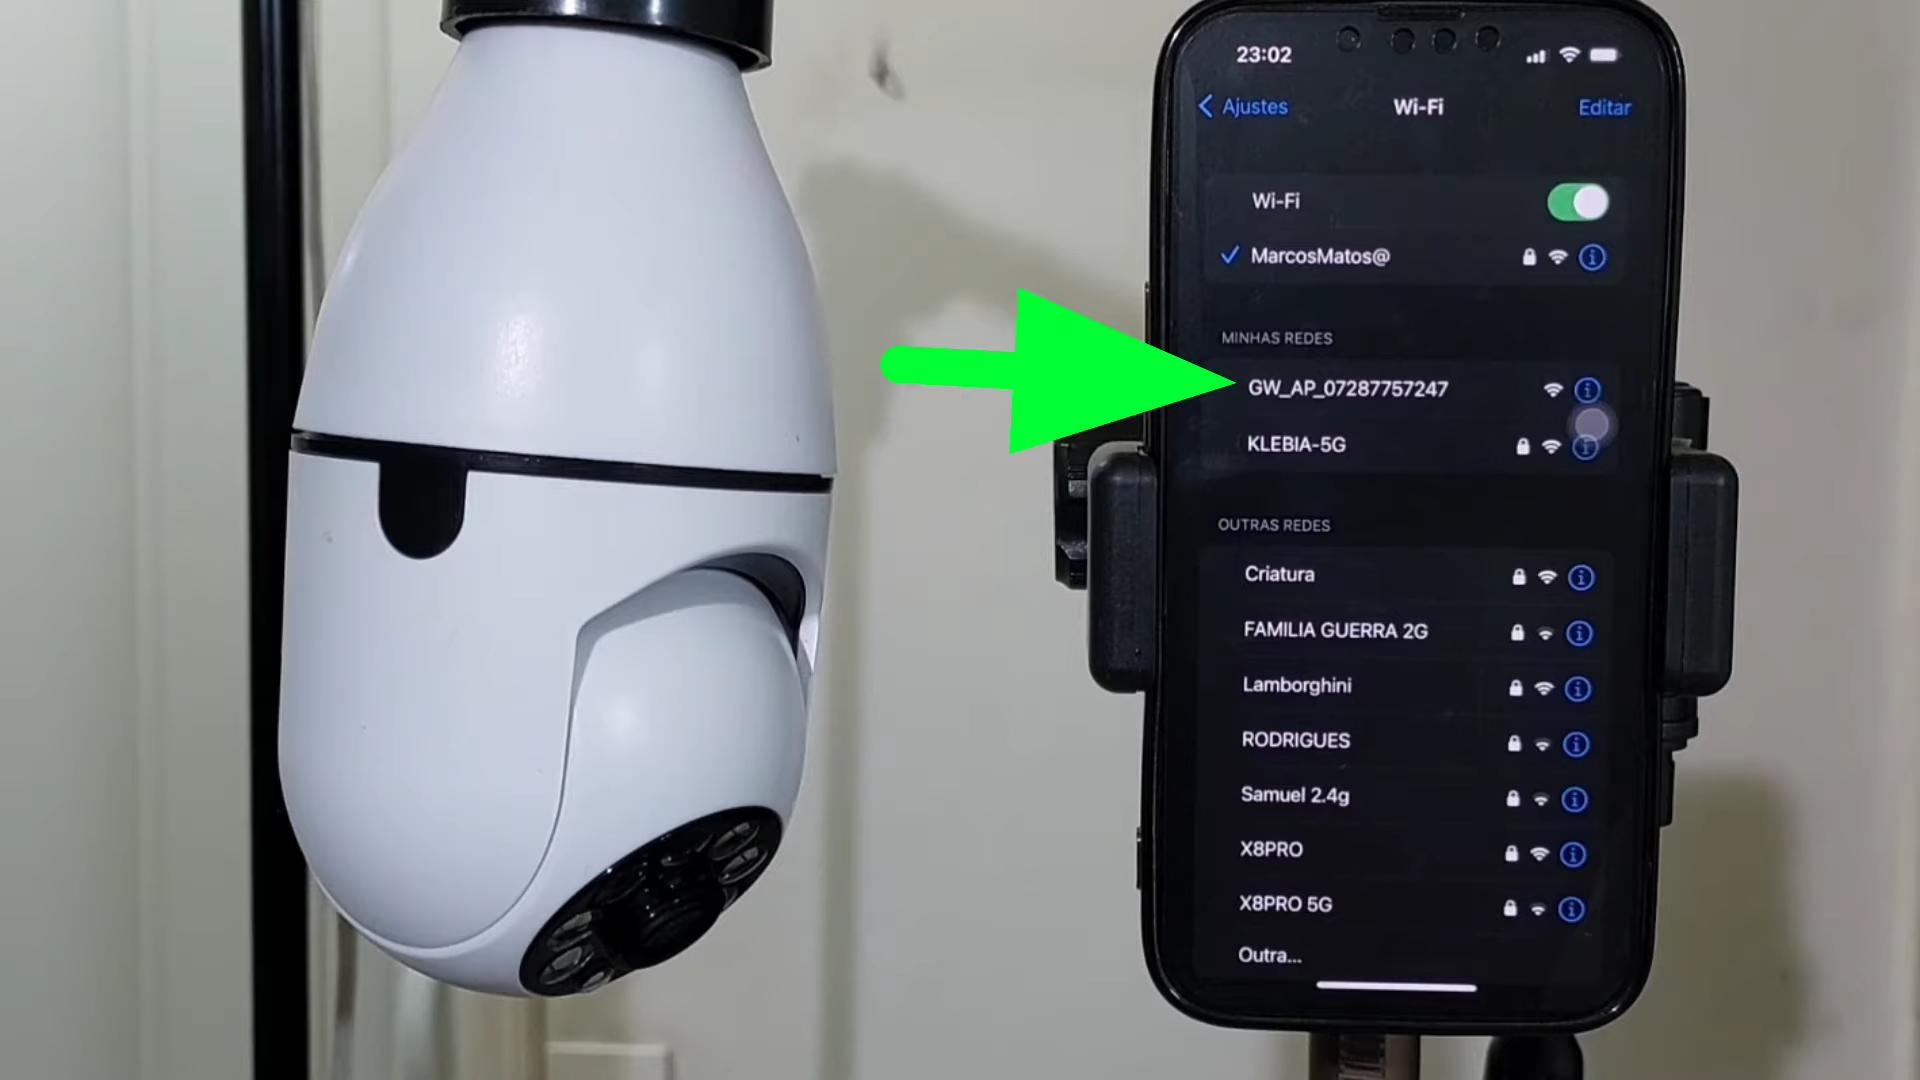 23:02
Ajustes
Wi-Fi
Editar
Wi-Fi
MarcosMatos@
MINHAS REDES
GW_AP_07287757247
KLEBIA-5G
OUTRAS REDES
Criatura
FAMILIA GUERRA 2G
Lamborghini
RODRIGUES
Samuel 2.4g
X8PRO
X8PRO 5G
Outra...